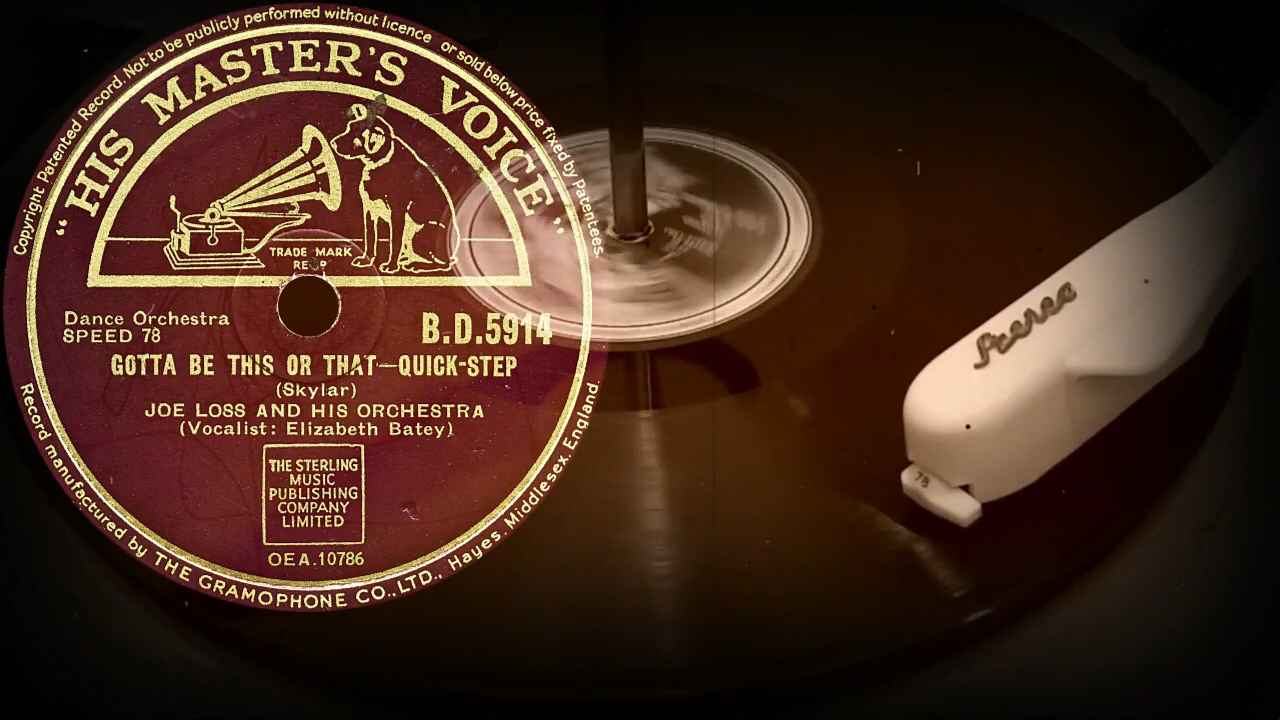 Copyright Patented Record. Not to be publicly performed without licence or sold below price fixed by Patentees.
"HIS MASTER'S VOICE"
TRADE MARK
REGD
Dance Orchestra
SPEED 78
B.D.5914
GOTTA BE THIS OR THAT—QUICK-STEP
(Skylar)
JOE LOSS AND HIS ORCHESTRA
(Vocalist: Elizabeth Batey)
THE STERLING
MUSIC
PUBLISHING
COMPANY
LIMITED
OEA.10786
Record manufactured by THE GRAMOPHONE CO., LTD., Hayes, Middlesex, England.
Stereo
78